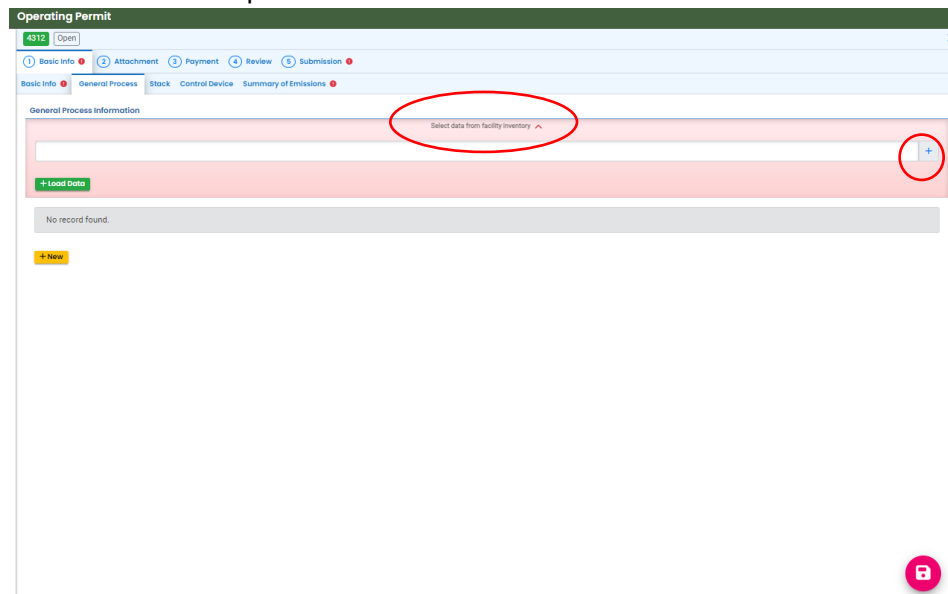 Operating Permit
4312 Open
1 Basic Info 2 Attachment 3 Payment 4 Review 5 Submission
Basic Info General Process Stack Control Device Summary of Emissions
General Process Information
Select data from facility inventory
+
+ Load Data
No record found.
+ New